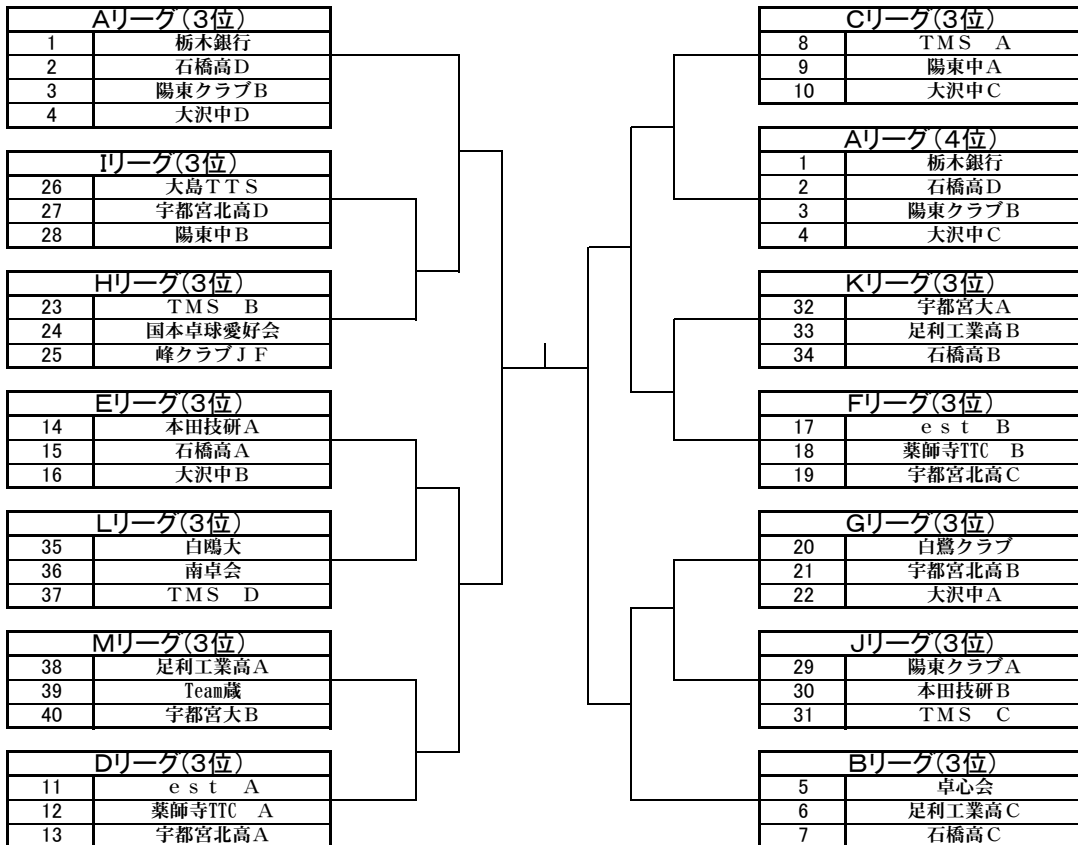 Aリーグ(3位)
1 栃木銀行
2 石橋高D
3 陽東クラブB
4 大沢中D
Iリーグ(3位)
26 大島TTS
27 宇都宮北高D
28 陽東中B
Hリーグ(3位)
23 TMS B
24 国本卓球愛好会
25 峰クラブJF
Eリーグ(3位)
14 本田技研A
15 石橋高A
16 大沢中B
Lリーグ(3位)
35 白鴎大
36 南卓会
37 TMS D
Mリーグ(3位)
38 足利工業高A
39 Team蔵
40 宇都宮大B
Dリーグ(3位)
11 est A
12 薬師寺TTC A
13 宇都宮北高A
Cリーグ(3位)
8 TMS A
9 陽東中A
10 大沢中C
Aリーグ(4位)
1 栃木銀行
2 石橋高D
3 陽東クラブB
4 大沢中C
Kリーグ(3位)
32 宇都宮大A
33 足利工業高B
34 石橋高B
Fリーグ(3位)
17 est B
18 薬師寺TTC B
19 宇都宮北高C
Gリーグ(3位)
20 白鷺クラブ
21 宇都宮北高B
22 大沢中A
Jリーグ(3位)
29 陽東クラブA
30 本田技研B
31 TMS C
Bリーグ(3位)
5 卓心会
6 足利工業高C
7 石橋高C